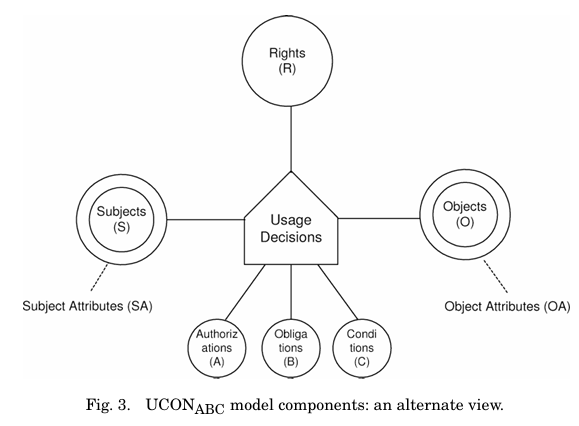 Rights
(R)
Subjects
(S)
Objects
(O)
Usage
Decisions
Subject Attributes (SA)
Object Attributes (OA)
Authoriz
ations
(A)
Obliga
tions
(B)
Condi
tions
(C)
Fig. 3. UCONABC model components: an alternate view.